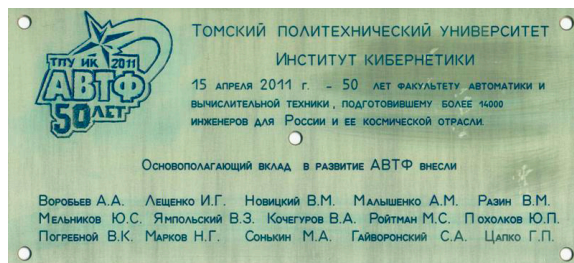 ТПУ ИК 2011
АВТФ
50 ЛЕТ
Томский политехнический университет
Институт кибернетики
15 апреля 2011 г. - 50 лет факультету автоматики и
вычислительной техники, подготовившему более 14000
инженеров для России и ее космической отрасли.
Основополагающий вклад в развитие АВТФ внесли
Воробьев А.А. Лещенко И.Г. Новицкий В.М. Малышенко А.М. Разин В.М.
Мельников Ю.С. Ямпольский В.З. Кочегуров В.А. Ройтман М.С. Похолков Ю.П.
Погребной В.К. Марков Н.Г. Сонькин М.А. Гайворонский С.А. Цапко Г.П.